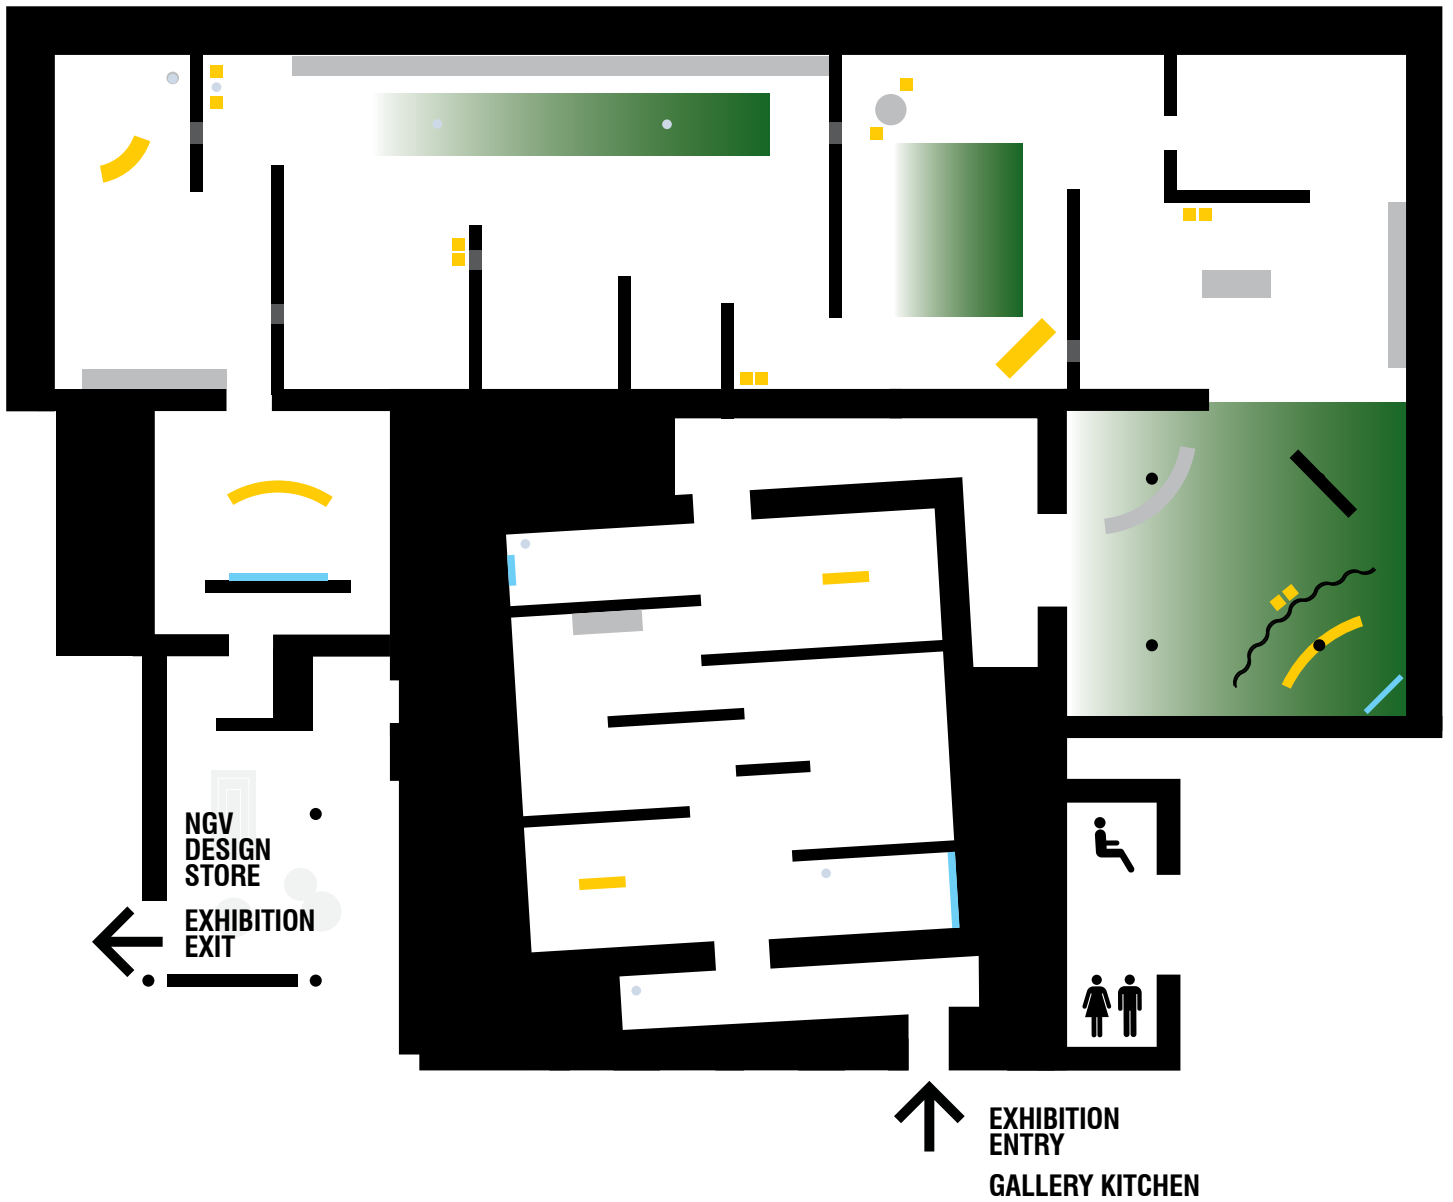 NGV
DESIGN
STORE
EXHIBITION
EXIT
EXHIBITION
ENTRY
GALLERY KITCHEN